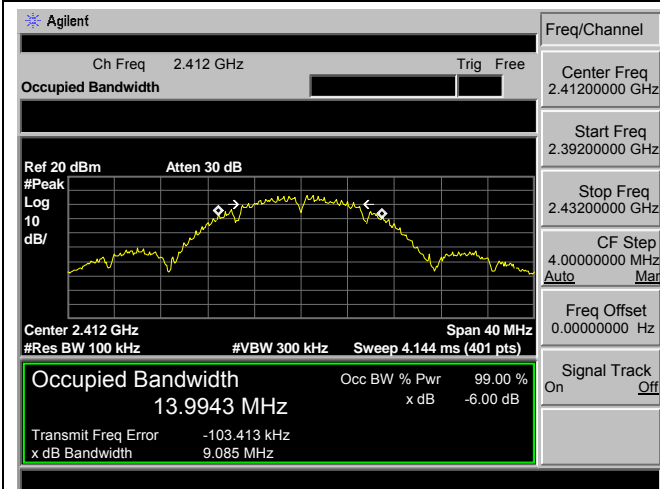 Agilent
Freq/Channel
Ch Freq 2.412 GHz Trig Free
Occupied Bandwidth
Center Freq
2.41200000 GHz
Start Freq
2.39200000 GHz
Stop Freq
2.43200000 GHz
CF Step
4.00000000 MHz
Auto Man
Freq Offset
0.00000000 Hz
Signal Track
On Off
Ref 20 dBm Atten 30 dB
#Peak
Log
10
dB/
Center 2.412 GHz Span 40 MHz
#Res BW 100 kHz #VBW 300 kHz Sweep 4.144 ms (401 pts)
Occupied Bandwidth Occ BW % Pwr 99.00 %
13.9943 MHz x dB -6.00 dB
Transmit Freq Error -103.413 kHz
x dB Bandwidth 9.085 MHz